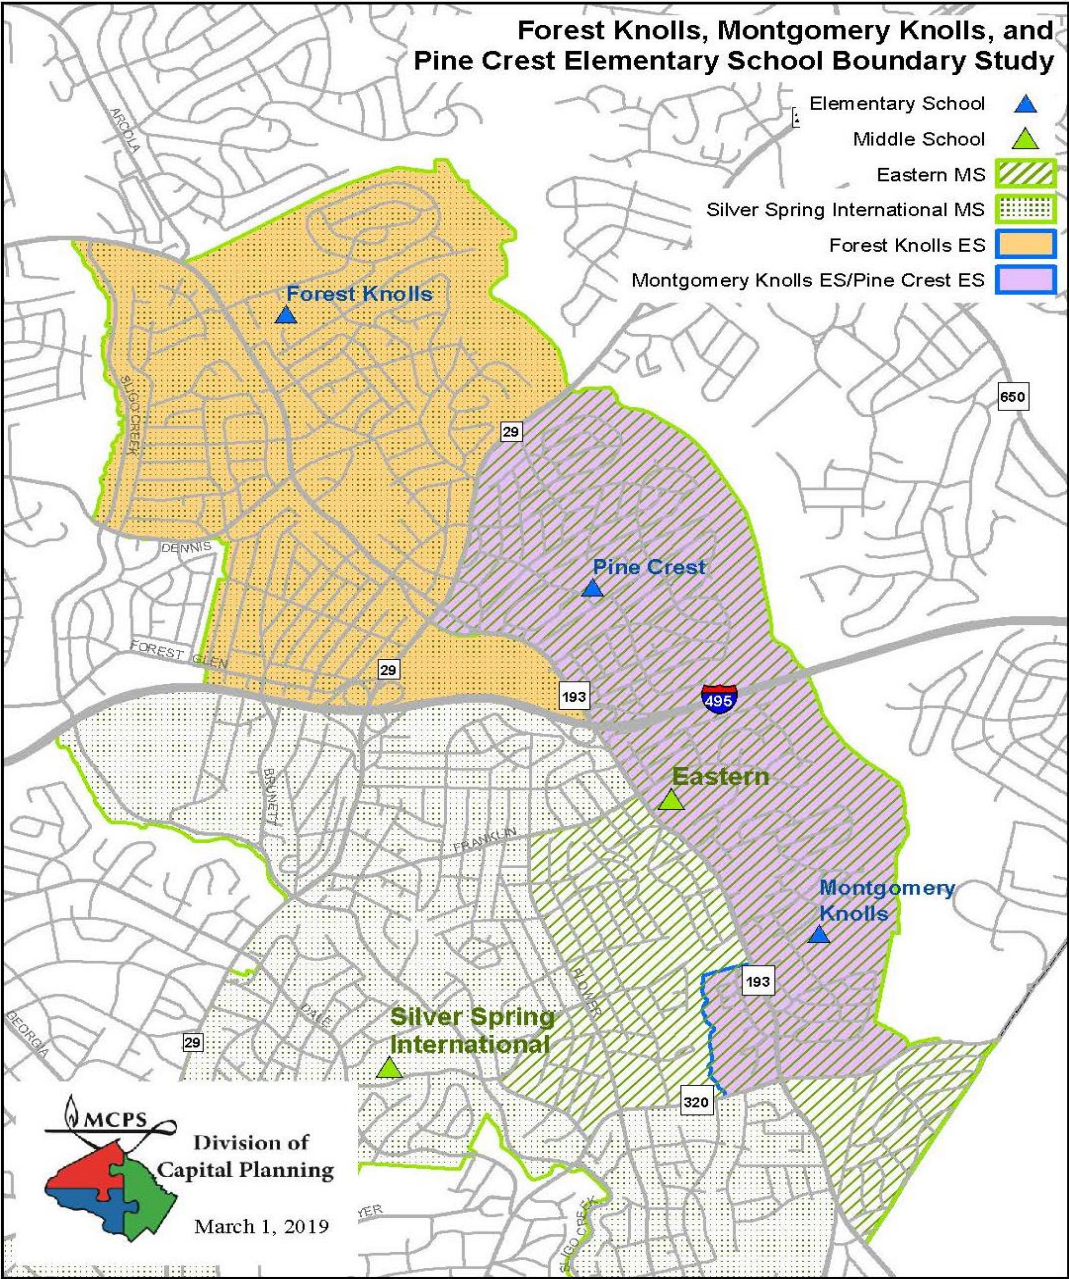 Forest Knolls, Montgomery Knolls, and
Pine Crest Elementary School Boundary Study
Elementary School
Middle School
Eastern MS
Silver Spring International MS
Forest Knolls ES
Montgomery Knolls ES/Pine Crest ES
ARCOLA
Forest Knolls
SLIGO CREEK
650
29
DENNIS
Pine Crest
FOREST GLEN
29
193
495
Eastern
BRUNETT
FRANKLIN
Montgomery
Knolls
FLOWER
193
DALE
Silver Spring
International
GEORGIA
29
320
MCPS
Division of
Capital Planning
March 1, 2019
YER
SLIGO CREEK